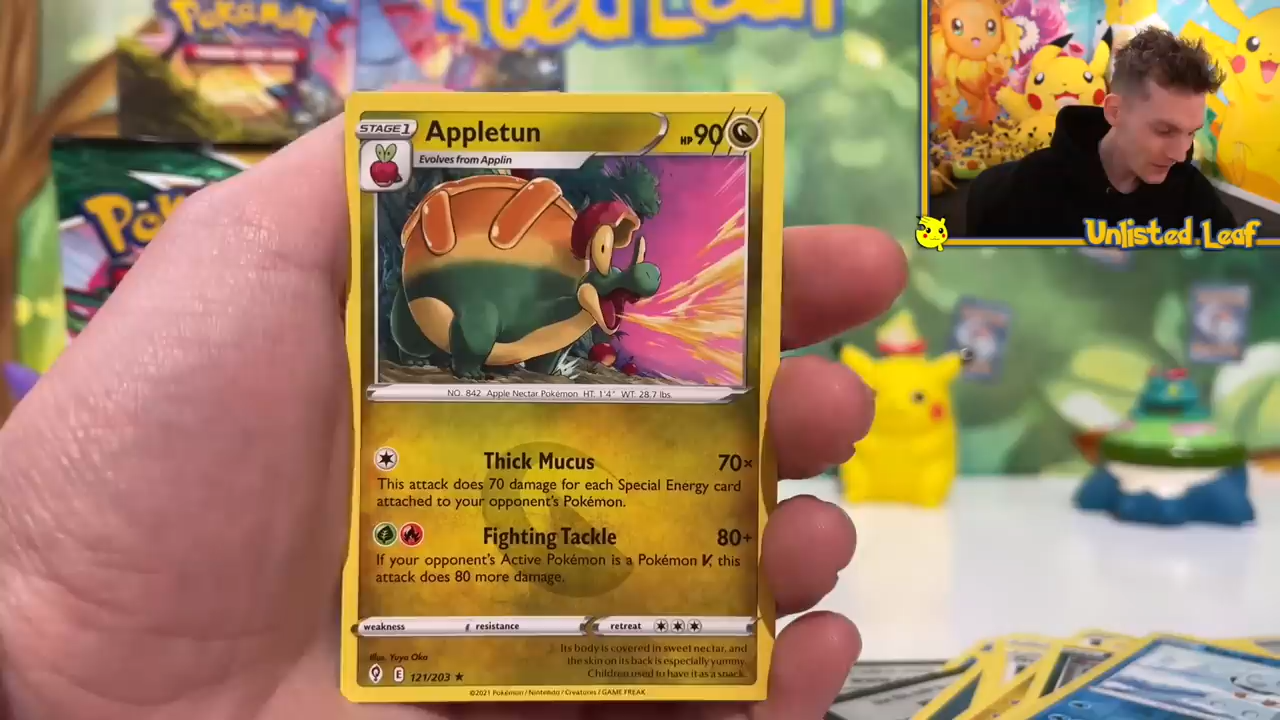 Pokémon
Unlisted Leaf
Pok
Unlisted Leaf
STAGE 1
Appletun
HP 90
Evolves from Applin
NO. 842 Apple Nectar Pokémon HT: 1'4" WT: 28.7 lbs.
Thick Mucus 70×
This attack does 70 damage for each Special Energy card
attached to your opponent's Pokémon.
Fighting Tackle 80+
If your opponent's Active Pokémon is a Pokémon V, this
attack does 80 more damage.
weakness resistance retreat
Illus. Yuya Oka
Its body is covered in sweet nectar, and
the skin on its back is especially yummy.
Children used to have it as a snack.
E 121/203 ★
©2021 Pokémon / Nintendo / Creatures / GAME FREAK